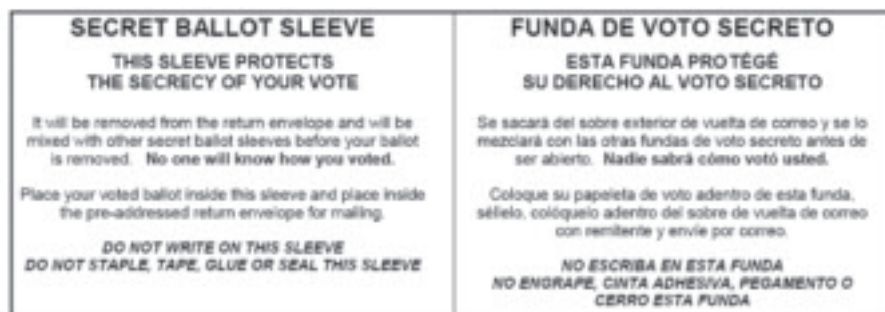 SECRET BALLOT SLEEVE
THIS SLEEVE PROTECTS
THE SECRECY OF YOUR VOTE
It will be removed from the return envelope and will be
mixed with other secret ballot sleeves before your ballot
is removed. No one will know how you voted.
Place your voted ballot inside this sleeve and place inside
the pre-addressed return envelope for mailing.
DO NOT WRITE ON THIS SLEEVE
DO NOT STAPLE, TAPE, GLUE OR SEAL THIS SLEEVE
FUNDA DE VOTO SECRETO
ESTA FUNDA PROTÉGÉ
SU DERECHO AL VOTO SECRETO
Se sacará del sobre exterior de vuelta de correo y se lo
mezclará con las otras fundas de voto secreto antes de
ser abierto. Nadie sabrá cómo votó usted.
Coloque su papeleta de voto adentro de esta funda,
séllelo, colóquelo adentro del sobre de vuelta de correo
con remitente y envíe por correo.
NO ESCRIBA EN ESTA FUNDA
NO ENGRAPE, CINTA ADHESIVA, PEGAMENTO O
CERRO ESTA FUNDA